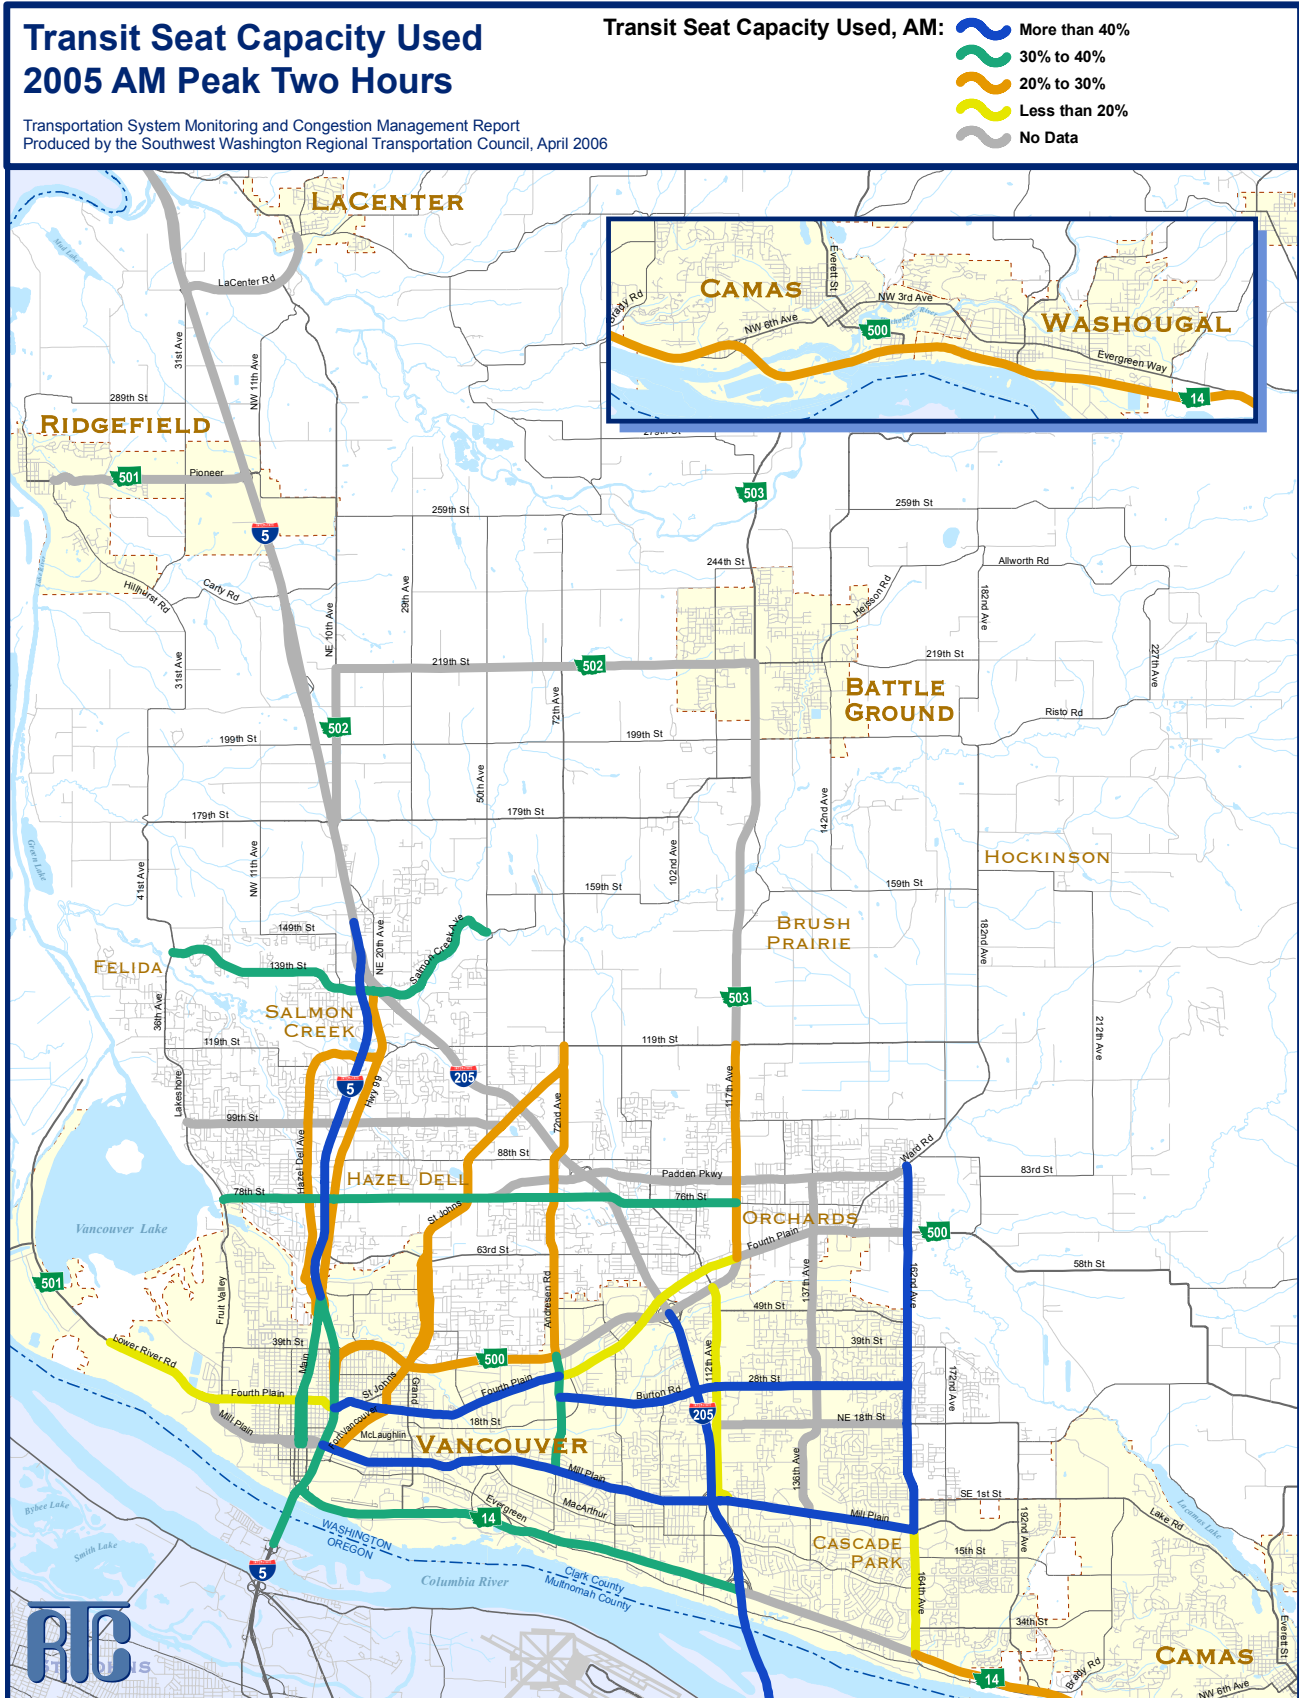 Transit Seat Capacity Used
2005 AM Peak Two Hours
Transportation System Monitoring and Congestion Management Report
Produced by the Southwest Washington Regional Transportation Council, April 2006
Transit Seat Capacity Used, AM:
More than 40%
30% to 40%
20% to 30%
Less than 20%
No Data
LACENTER
Mud Lake
LaCenter Rd
31st Ave
NW 11th Ave
289th St
RIDGEFIELD
501
Pioneer
5
CAMAS
Everett St
Brady Rd
NW 6th Ave
NW 3rd Ave
500
WASHOUGAL
Evergreen Way
14
503
259th St
259th St
244th St
Allworth Rd
Heisson Rd
182nd Ave
227th Ave
Hillhurst Rd
Carty Rd
NE 10th Ave
29th Ave
31st Ave
219th St
502
219th St
BATTLE
GROUND
Risto Rd
72nd Ave
502
199th St
199th St
50th Ave
179th St
179th St
142nd Ave
102nd Ave
Green Lake
41st Ave
NW 11th Ave
HOCKINSON
159th St
159th St
BRUSH
PRAIRIE
149th St
NE 20th Ave
Salmon Creek Ave
182nd Ave
FELIDA
139th St
36th Ave
SALMON
CREEK
503
212th Ave
119th St
119th St
5
205
Hwy 99
117th Ave
Lakeshore
99th St
72nd Ave
Hazel Dell Ave
88th St
Ward Rd
HAZEL DELL
Padden Pkwy
83rd St
78th St
76th St
St Johns
ORCHARDS
Vancouver Lake
Fourth Plain
500
63rd St
58th St
501
Fruit Valley
Andresen Rd
137th Ave
162nd Ave
49th St
39th St
39th St
Lower River Rd
Main
500
112th Ave
172nd Ave
Fourth Plain
St Johns
Grand
Fourth Plain
Burton Rd
28th St
Mill Plain
Fort Vancouver
18th St
205
NE 18th St
McLaughlin
VANCOUVER
Mill Plain
136th Ave
SE 1st St
Evergreen
MacArthur
Mill Plain
192nd Ave
Lake Rd
Lacamas Lake
Bybee Lake
14
WASHINGTON
OREGON
CASCADE
PARK
15th St
Smith Lake
5
Columbia River
Clark County
Multnomah County
164th Ave
34th St
Everett St
RTC
CAMAS
Brady Rd
14
NW 6th Ave